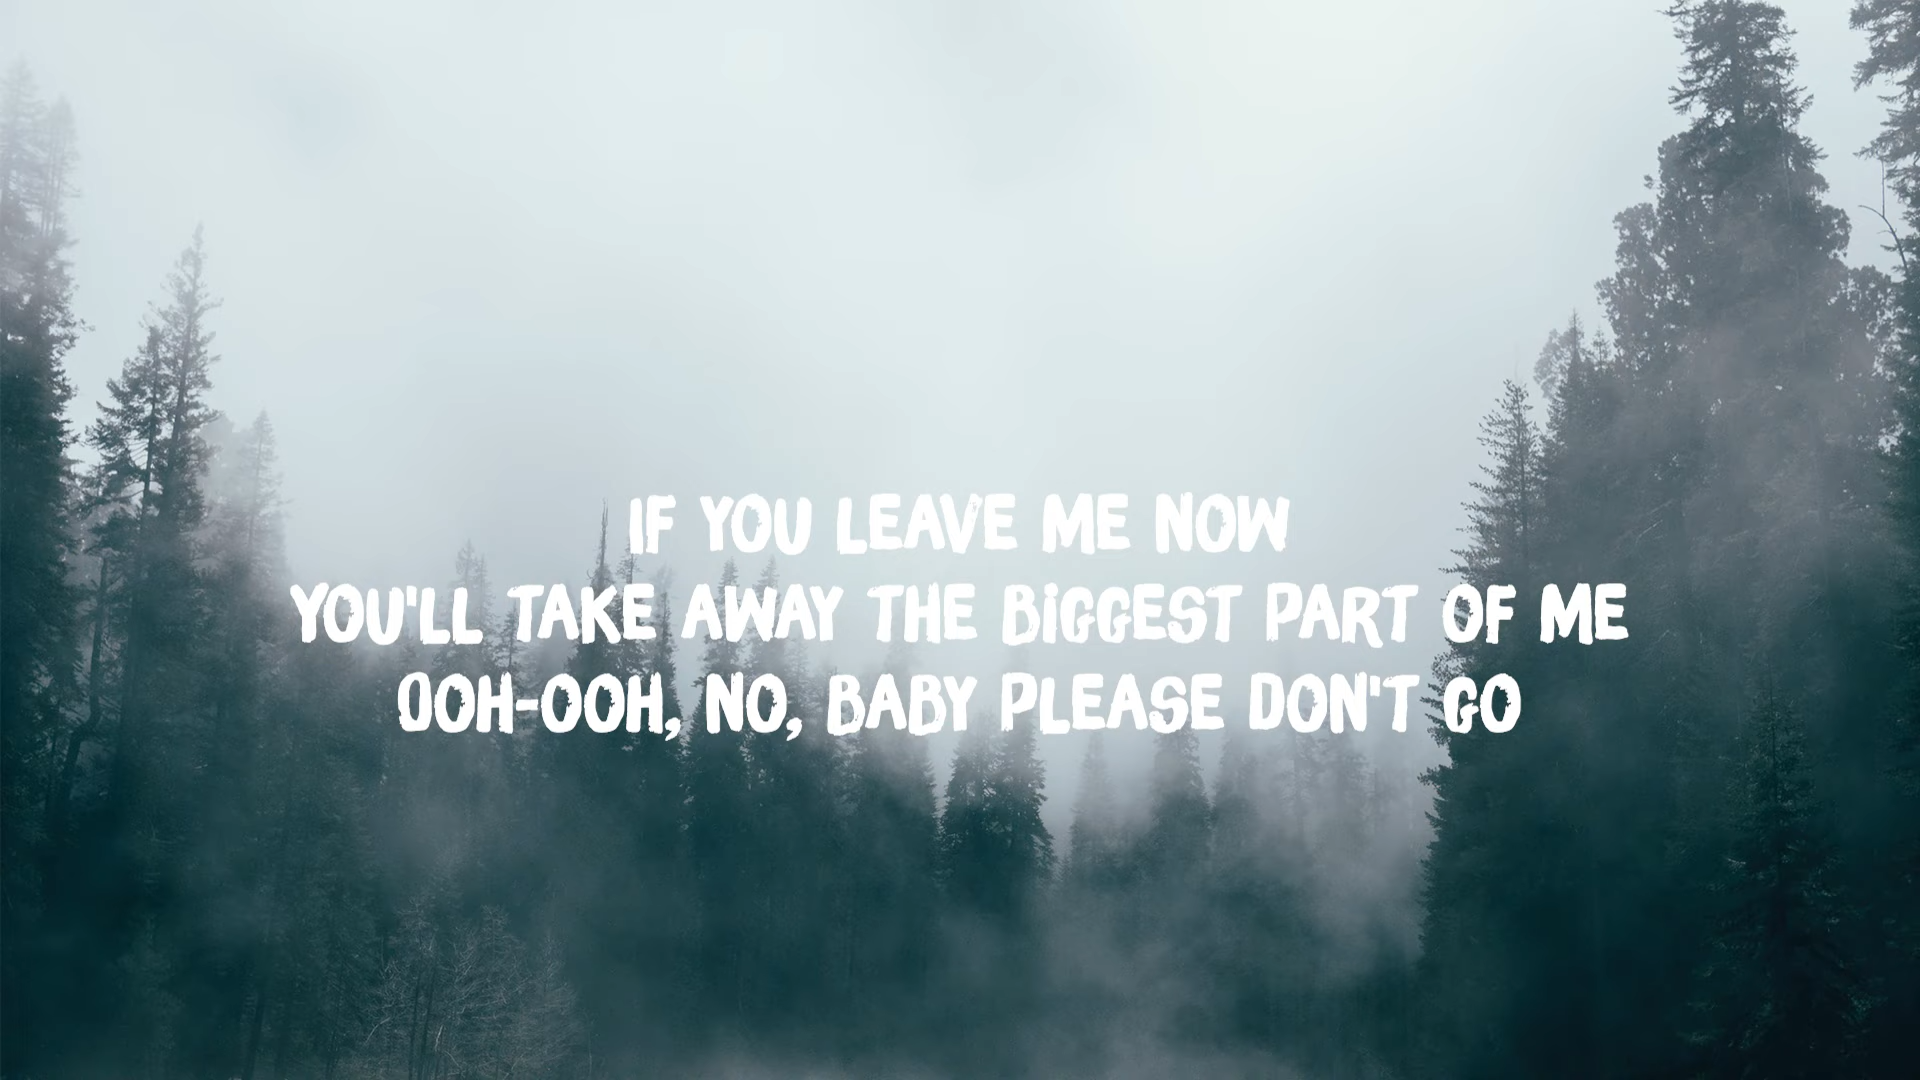 IF YOU LEAVE ME NOW
YOU'LL TAKE AWAY THE BIGGEST PART OF ME
OOH-OOH, NO, BABY PLEASE DON'T GO